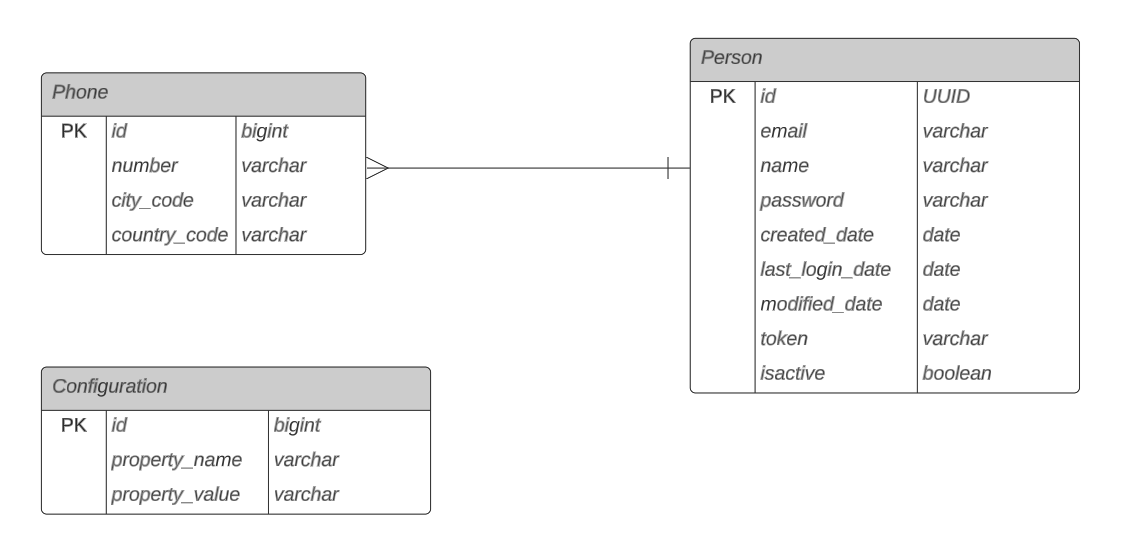 Phone
PK id bigint
number varchar
city_code varchar
country_code varchar
Person
PK id UUID
email varchar
name varchar
password varchar
created_date date
last_login_date date
modified_date date
token varchar
isactive boolean
Configuration
PK id bigint
property_name varchar
property_value varchar